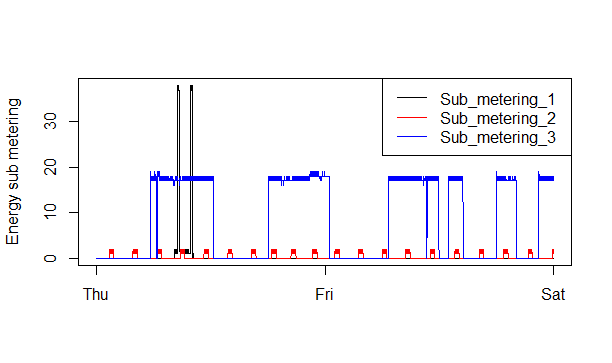 Energy sub metering
30
20
10
0
Sub_metering_1
Sub_metering_2
Sub_metering_3
Thu Fri Sat